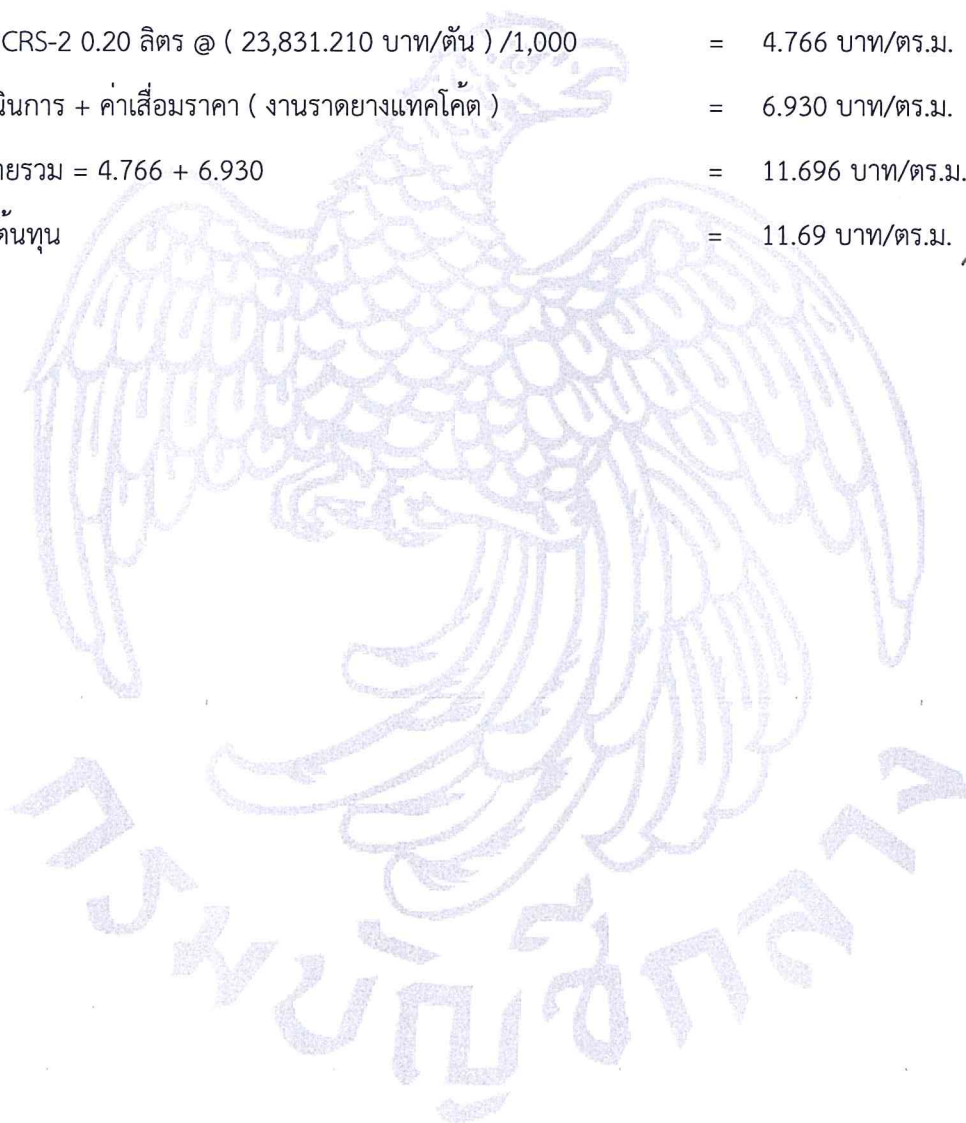 CRS-2 0.20 ลิตร @ ( 23,831.210 บาท/ตัน ) /1,000 = 4.766 บาท/ตร.ม.
นินการ + ค่าเสื่อมราคา ( งานราดยางแทคโค้ต ) = 6.930 บาท/ตร.ม.
ายรวม = 4.766 + 6.930 = 11.696 บาท/ตร.ม.
ต้นทุน = 11.69 บาท/ตร.ม.
กรมบัญชีกลาง